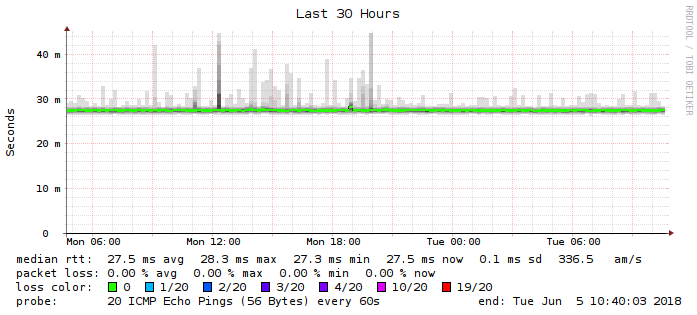 Last 30 Hours
RRDTOOL / TOBI OETIKER
Seconds
40 m
30 m
20 m
10 m
0
Mon 06:00 Mon 12:00 Mon 18:00 Tue 00:00 Tue 06:00
median rtt: 27.5 ms avg 28.3 ms max 27.3 ms min 27.5 ms now 0.1 ms sd 336.5 am/s
packet loss: 0.00 % avg 0.00 % max 0.00 % min 0.00 % now
loss color: 0 1/20 2/20 3/20 4/20 10/20 19/20
probe: 20 ICMP Echo Pings (56 Bytes) every 60s end: Tue Jun 5 10:40:03 2018